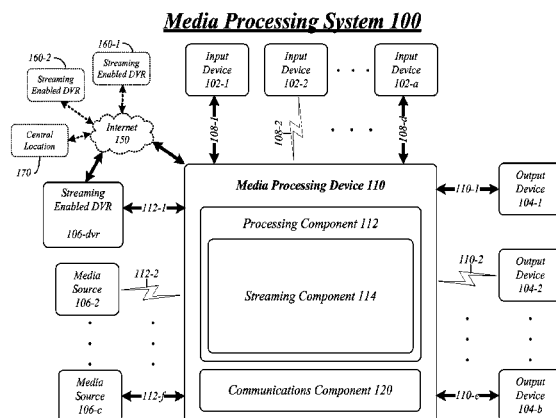 Media Processing System 100
160-1
160-2
Streaming
Enabled DVR
Streaming
Enabled DVR
Input
Device
102-1
Input
Device
102-2
Input
Device
102-a
Internet
150
Central
Location
170
108-1
108-2
108-d
Streaming
Enabled DVR
106-dvr
112-1
Media Processing Device 110
110-1
Output
Device
104-1
Processing Component 112
Media
Source
106-2
112-2
Streaming Component 114
110-2
Output
Device
104-2
Media
Source
106-c
112-f
Communications Component 120
110-e
Output
Device
104-b